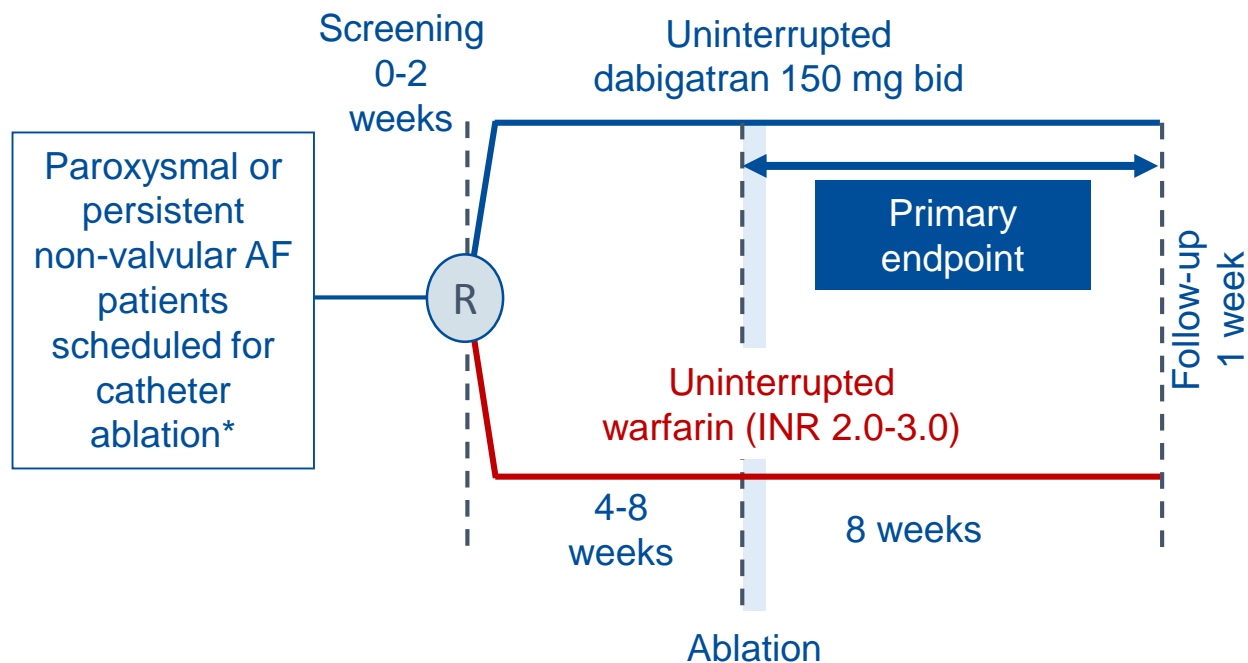 Screening
0-2
weeks
Uninterrupted
dabigatran 150 mg bid
Paroxysmal or
persistent
non-valvular AF
patients
scheduled for
catheter
ablation*
R
Primary
endpoint
Follow-up
1 week
Uninterrupted
warfarin (INR 2.0-3.0)
4-8
weeks
8 weeks
Ablation